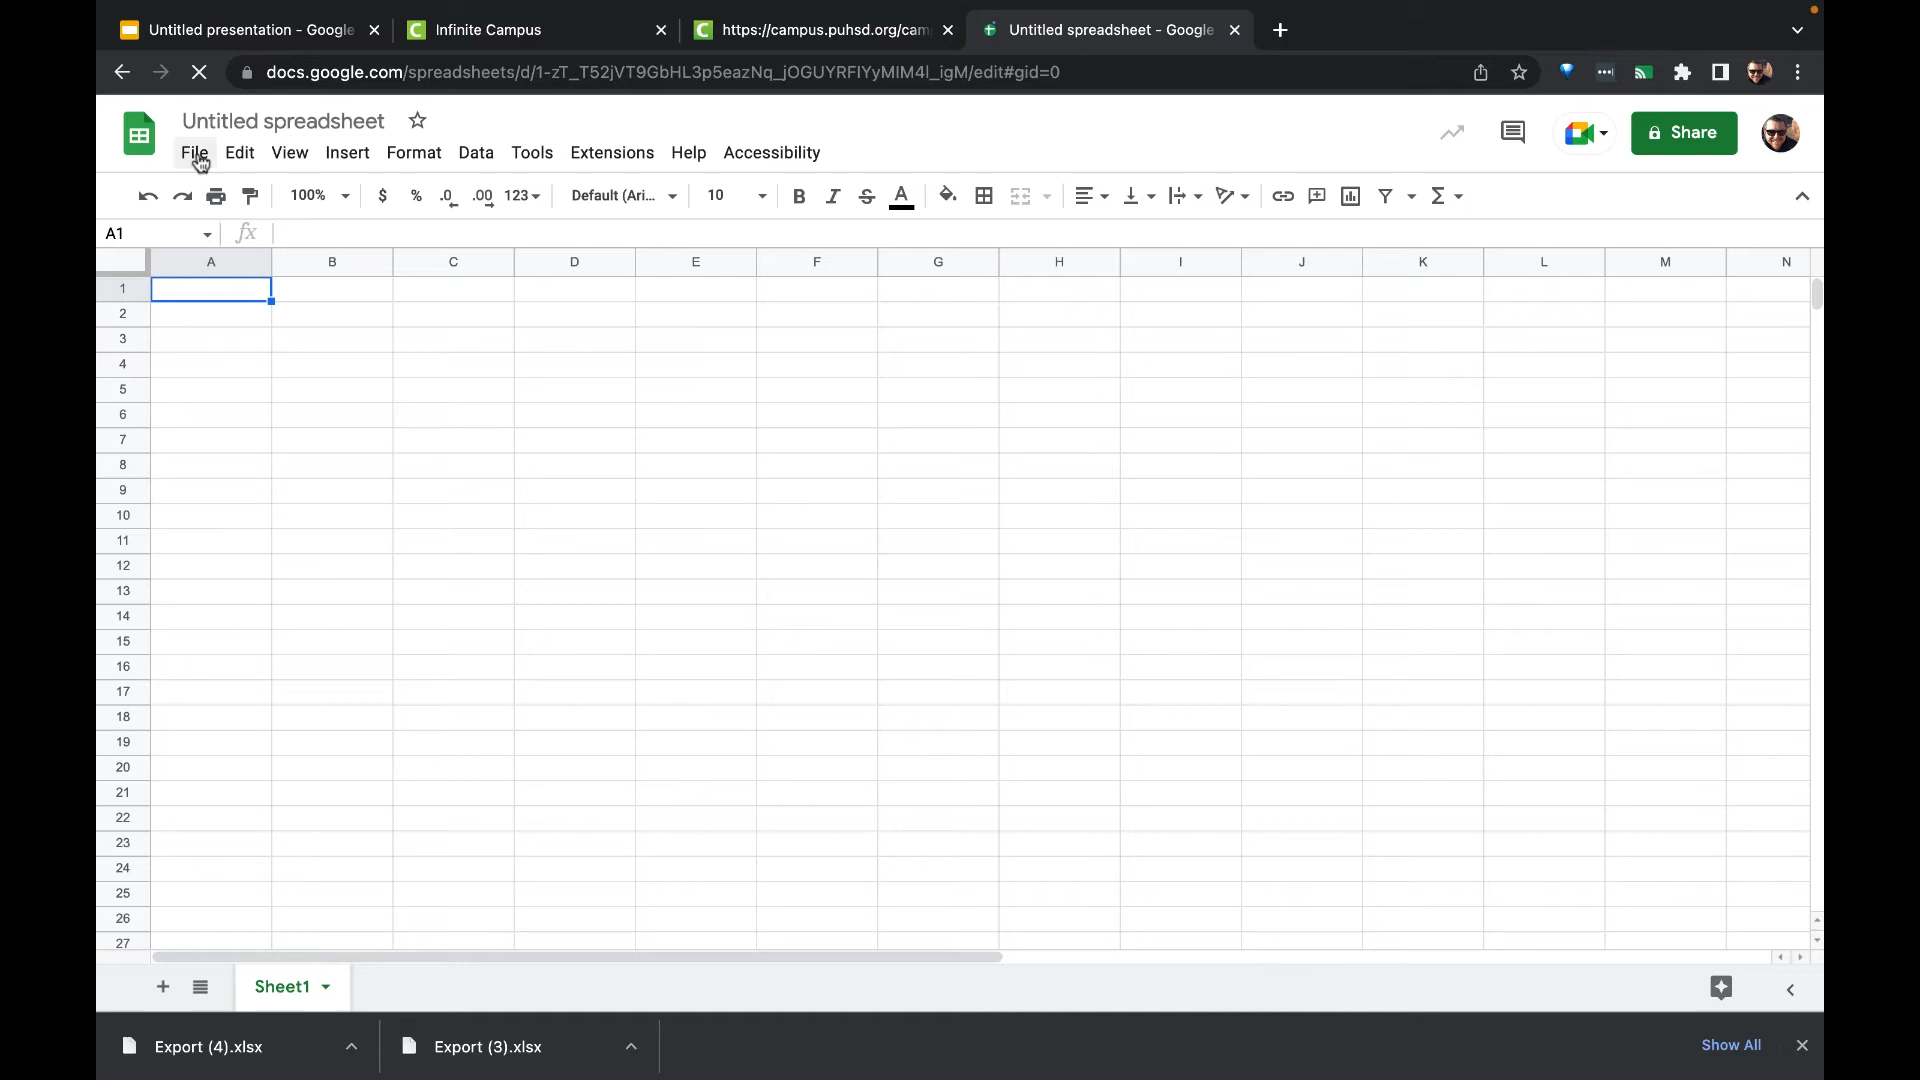 Untitled presentation - Google
Infinite Campus
https://campus.puhsd.org/cam
Untitled spreadsheet - Google
docs.google.com/spreadsheets/d/1-zT_T52jVT9GbHL3p5eazNq_jOGUYRFIYyMIM4l_igM/edit#gid=0
Untitled spreadsheet
Share
File Edit View Insert Format Data Tools Extensions Help Accessibility
100% $ % .0 .00 123 Default (Ari... 10 B I S A Σ
A1 fx
A B C D E F G H I J K L M N
1
2
3
4
5
6
7
8
9
10
11
12
13
14
15
16
17
18
19
20
21
22
23
24
25
26
27
Sheet1
Export (4).xlsx Export (3).xlsx Show All